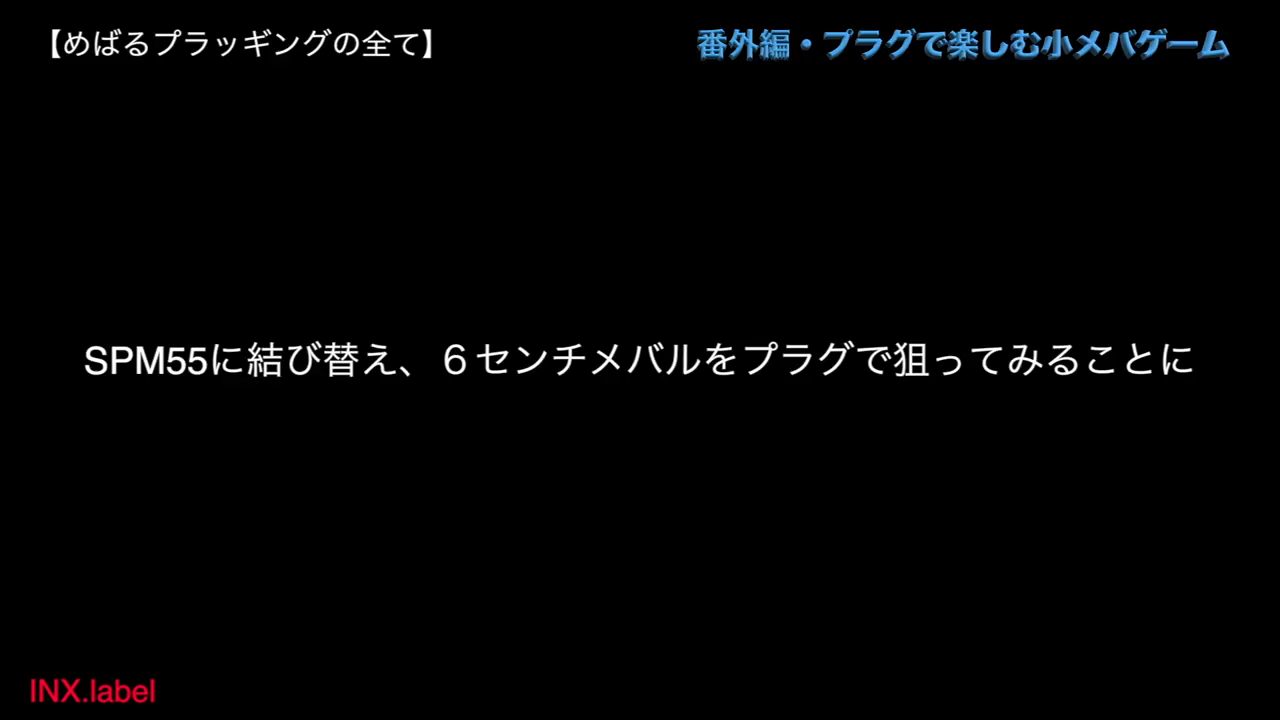 【めばるプラッギングの全て】
番外編・プラグで楽しむ小メバゲーム
SPM55に結び替え、６センチメバルをプラグで狙ってみることに
INX.label